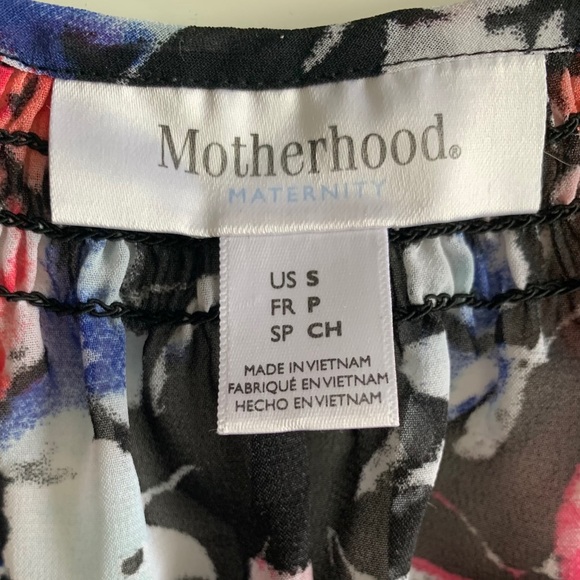 Motherhood®
MATERNITY
US S
FR P
SP CH
MADE IN VIETNAM
FABRIQUÉ EN VIETNAM
HECHO EN VIETNAM